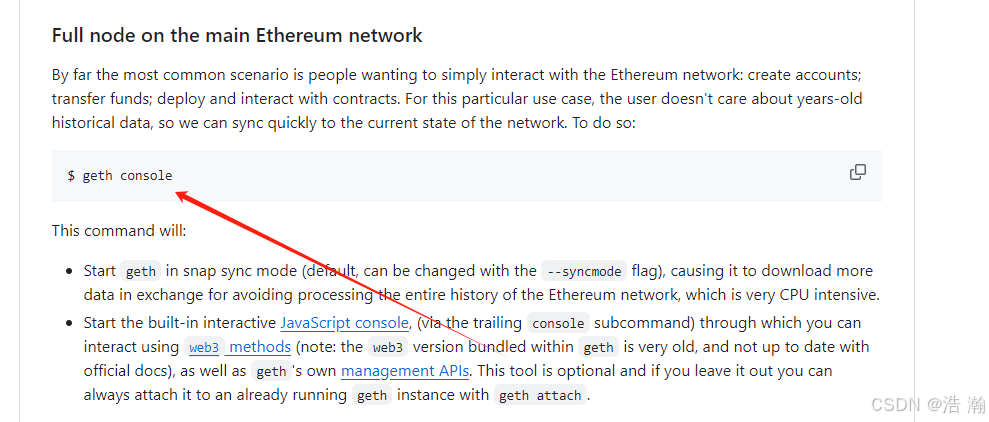 Full node on the main Ethereum network
By far the most common scenario is people wanting to simply interact with the Ethereum network: create accounts;
transfer funds; deploy and interact with contracts. For this particular use case, the user doesn't care about years-old
historical data, so we can sync quickly to the current state of the network. To do so:
$ geth console
This command will:
• Start geth in snap sync mode (default, can be changed with the --syncmode flag), causing it to download more
data in exchange for avoiding processing the entire history of the Ethereum network, which is very CPU intensive.
• Start the built-in interactive JavaScript console, (via the trailing console subcommand) through which you can
interact using web3 methods (note: the web3 version bundled within geth is very old, and not up to date with
official docs), as well as geth's own management APIs. This tool is optional and if you leave it out you can
always attach it to an already running geth instance with geth attach.
CSDN @浩 瀚